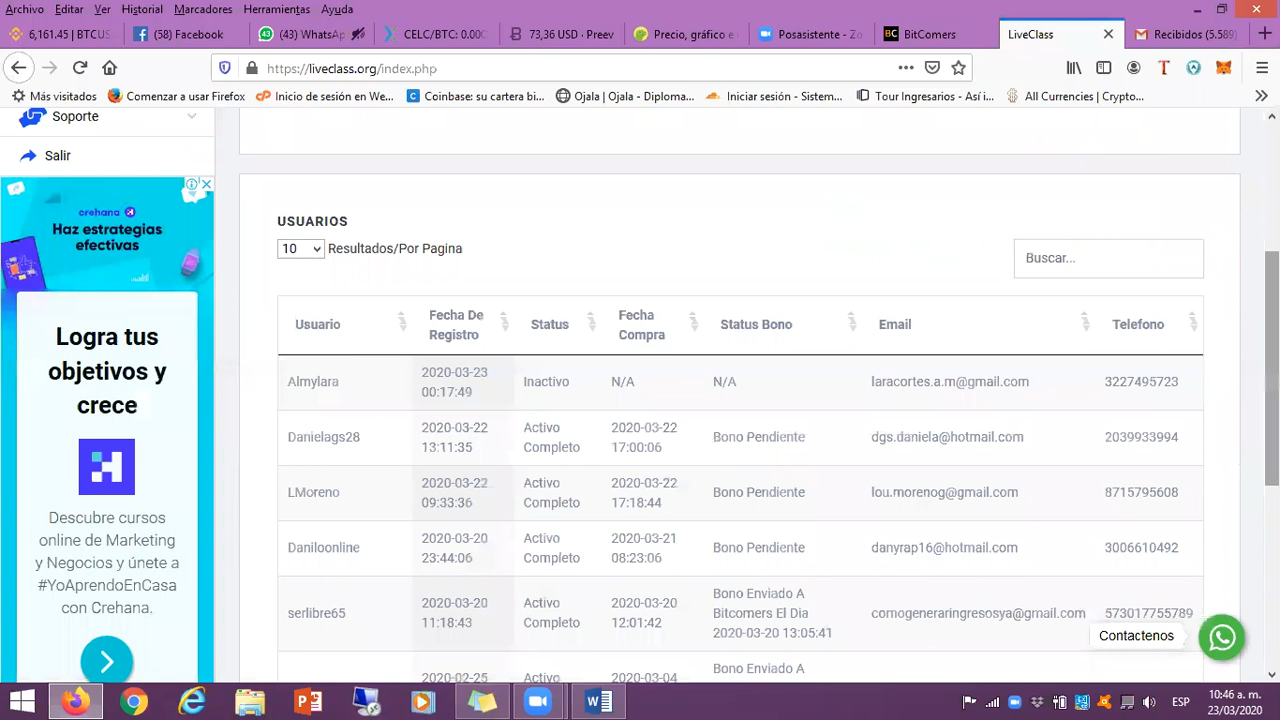 Archivo Editar Ver Historial Marcadores Herramientas Ayuda
6,161.45 | BTCUS (58) Facebook (43) WhatsAp CELC/BTC: 0.00( 73,36 USD · Preev Precio, gráfico e Posasistente - Zo BitComers LiveClass Recibidos (5.589)
https://liveclass.org/index.php
Más visitados Comenzar a usar Firefox Inicio de sesión en We... Coinbase: su cartera bi... Ojala | Ojala - Diploma... Iniciar sesión - Sistem... Tour Ingresarios - Así i... All Currencies | Crypto...
Soporte
Salir
crehana
Haz estrategias
efectivas
Logra tus
objetivos y
crece
Descubre cursos
online de Marketing
y Negocios y únete a
#YoAprendoEnCasa
con Crehana.
USUARIOS
10 Resultados/Por Pagina
Buscar...
Usuario Fecha De Registro Status Fecha Compra Status Bono Email Telefono
Almylara 2020-03-23 00:17:49 Inactivo N/A N/A laracortes.a.m@gmail.com 3227495723
Danielags28 2020-03-22 13:11:35 Activo Completo 2020-03-22 17:00:06 Bono Pendiente dgs.daniela@hotmail.com 2039933994
LMoreno 2020-03-22 09:33:36 Activo Completo 2020-03-22 17:18:44 Bono Pendiente lou.morenog@gmail.com 8715795608
Daniloonline 2020-03-20 23:44:06 Activo Completo 2020-03-21 08:23:06 Bono Pendiente danyrap16@hotmail.com 3006610492
serlibre65 2020-03-20 11:18:43 Activo Completo 2020-03-20 12:01:42 Bono Enviado A Bitcomers El Dia 2020-03-20 13:05:41 comogeneraringresosya@gmail.com 573017755789
2020-02-25 Activo 2020-03-04 Bono Enviado A
Contactenos
ESP
10:46 a. m.
23/03/2020